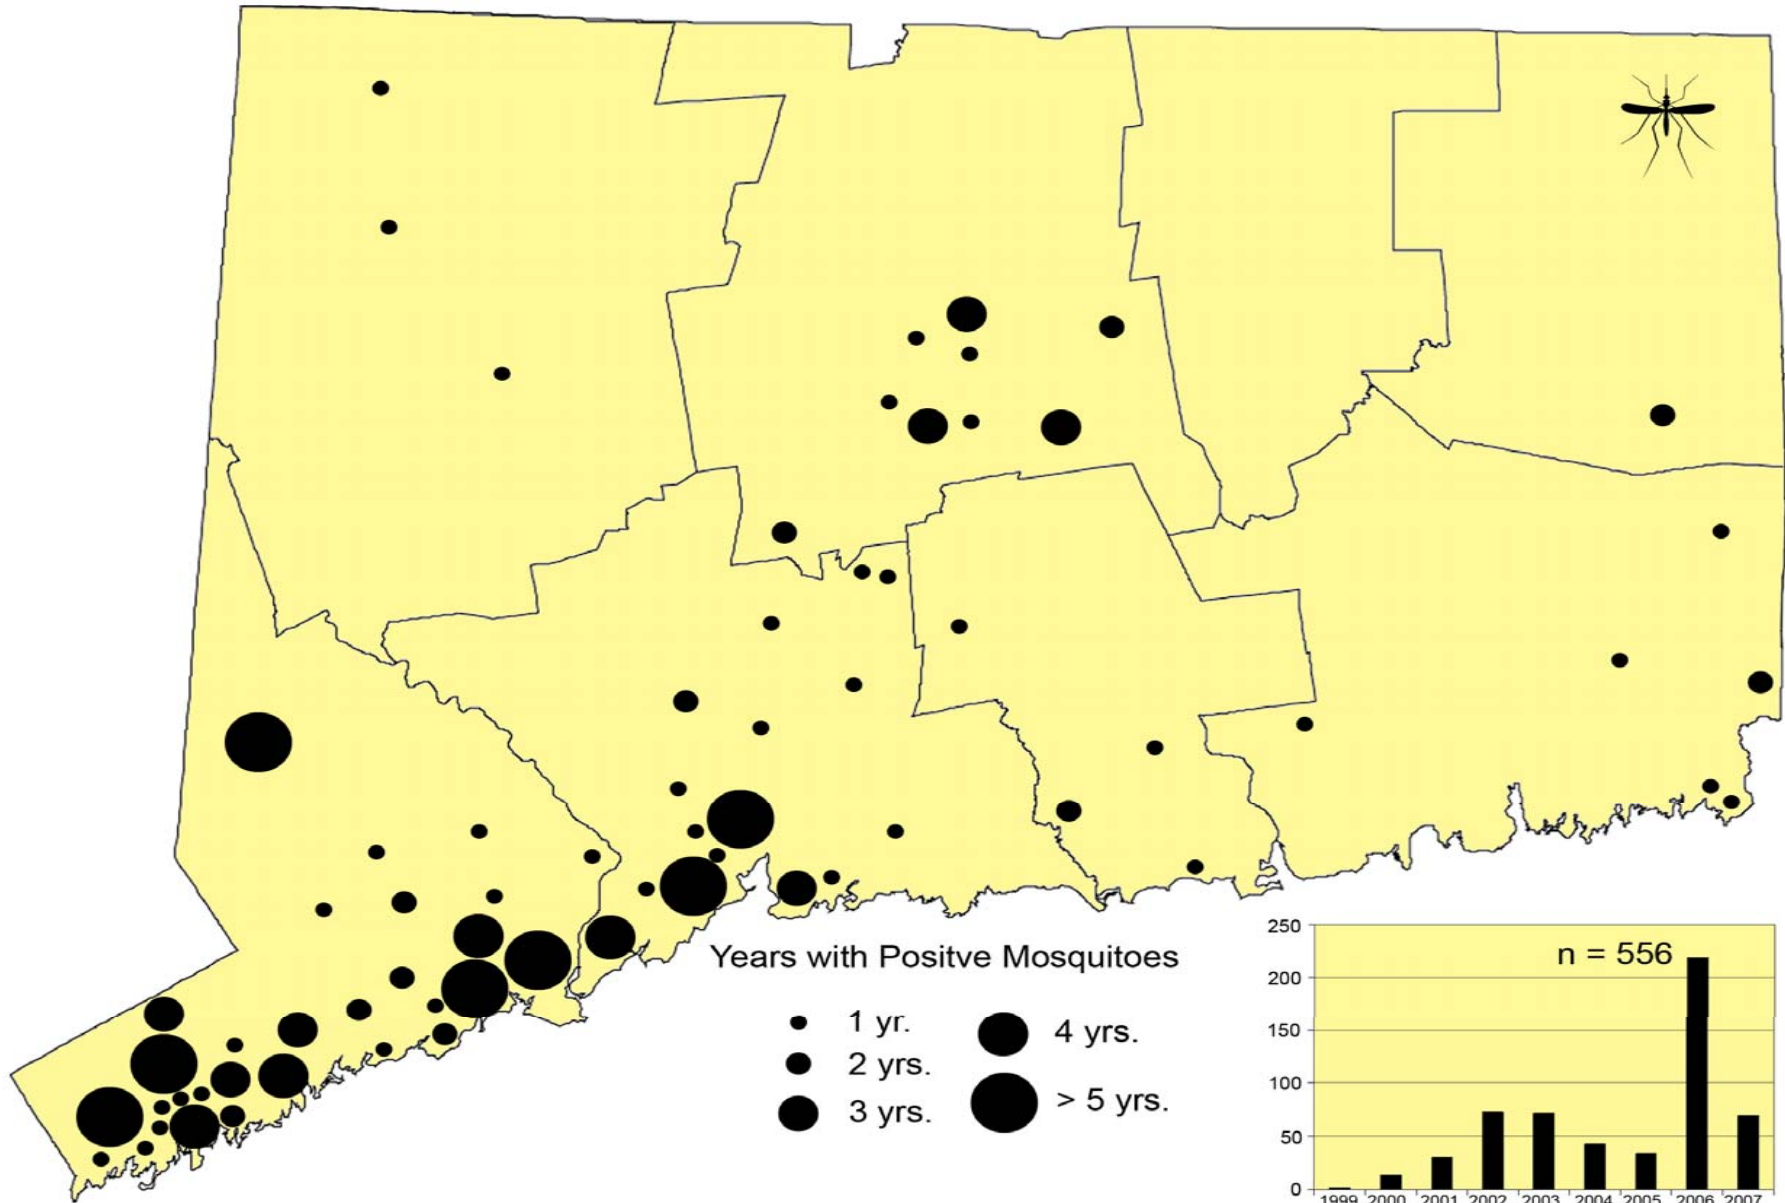 Years with Positve Mosquitoes
1 yr.
2 yrs.
3 yrs.
4 yrs.
> 5 yrs.
n = 556
250
200
150
100
50
0
1999 2000 2001 2002 2003 2004 2005 2006 2007